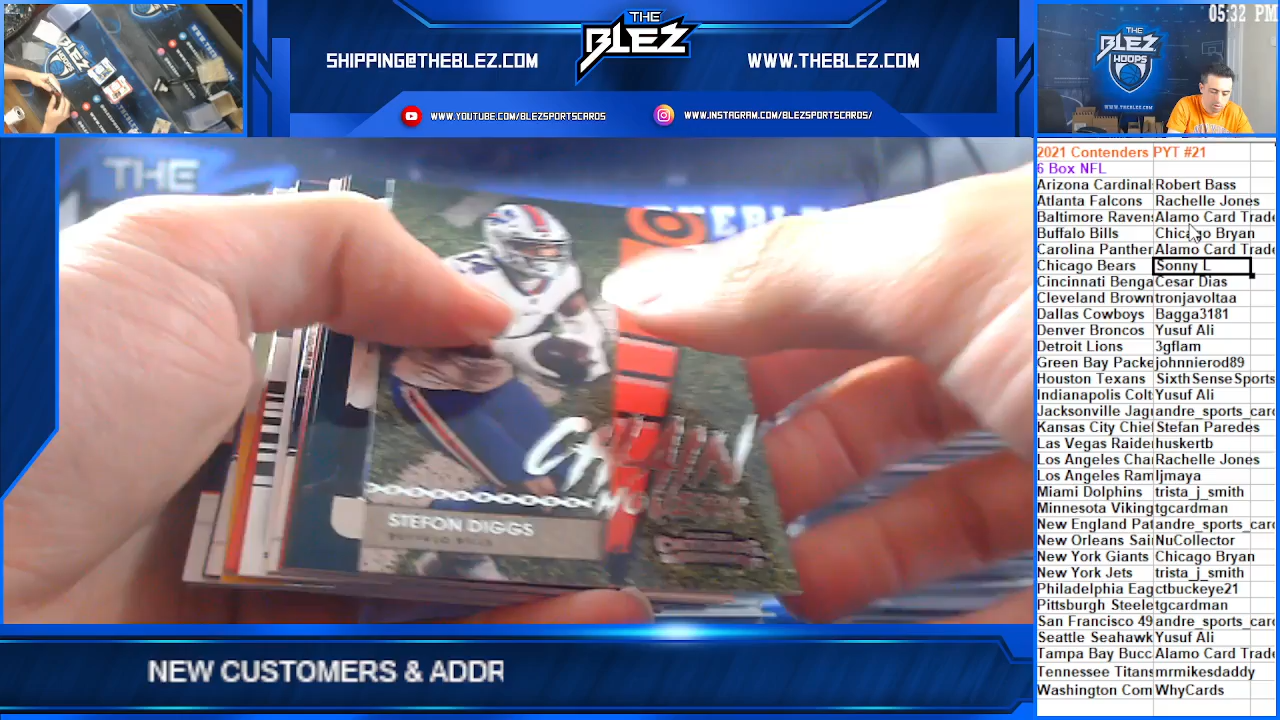 05:32 PM
THE
BLEZ
SHIPPING@THEBLEZ.COM
WWW.THEBLEZ.COM
WWW.YOUTUBE.COM/BLEZSPORTSCARDS
WWW.INSTAGRAM.COM/BLEZSPORTSCARDS/
THE
BLEZ
HOOPS
THE
2021 Contenders PYT #21
6 Box NFL
Arizona Cardinal Robert Bass
Atlanta Falcons Rachelle Jones
Baltimore Raven Alamo Card Trade
Buffalo Bills Chicago Bryan
Carolina Panther Alamo Card Trade
Chicago Bears Sonny L
Cincinnati Benga Cesar Dias
Cleveland Brown tronjavoltaa
Dallas Cowboys Bagga3181
Denver Broncos Yusuf Ali
Detroit Lions 3gflam
Green Bay Packe johnnierod89
Houston Texans SixthSenseSports
Indianapolis Colt Yusuf Ali
Jacksonville Jagu andre_sports_card
Kansas City Chief Stefan Paredes
Las Vegas Raide huskertb
Los Angeles Cha Rachelle Jones
Los Angeles Ram ljmaya
Miami Dolphins trista_j_smith
Minnesota Viking tgcardman
New England Pat andre_sports_card
New Orleans Sai NuCollector
New York Giants Chicago Bryan
New York Jets trista_j_smith
Philadelphia Eag ctbuckeye21
Pittsburgh Steele tgcardman
San Francisco 49 andre_sports_card
Seattle Seahawk Yusuf Ali
Tampa Bay Bucc Alamo Card Trade
Tennessee Titans mrmikesdaddy
Washington Com WhyCards
CHAIN
MOVERS
STEFON DIGGS
BUFFALO BILLS
NEW CUSTOMERS & ADDR